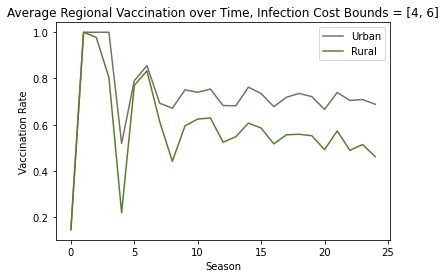 Average Regional Vaccination over Time, Infection Cost Bounds = [4, 6]
Urban
Rural
1.0
0.8
0.6
0.4
0.2
Vaccination Rate
0 5 10 15 20 25
Season